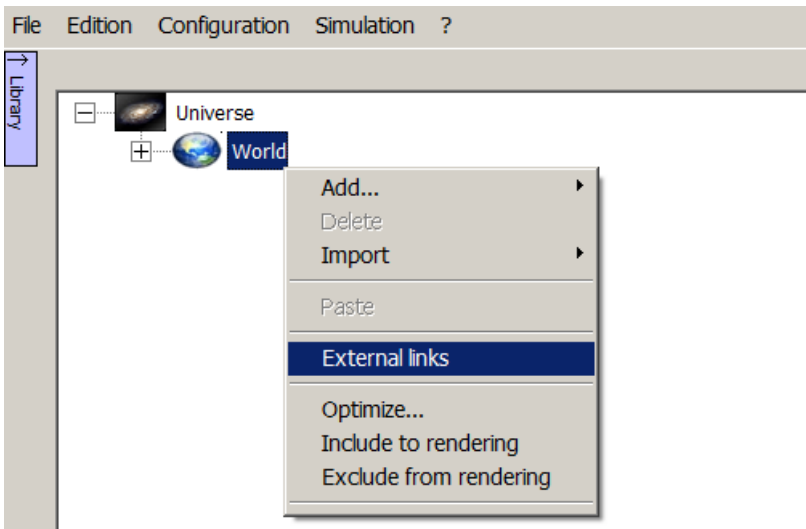 File Edition Configuration Simulation ?
↑ Library
Universe
World
Add...
Delete
Import
Paste
External links
Optimize...
Include to rendering
Exclude from rendering